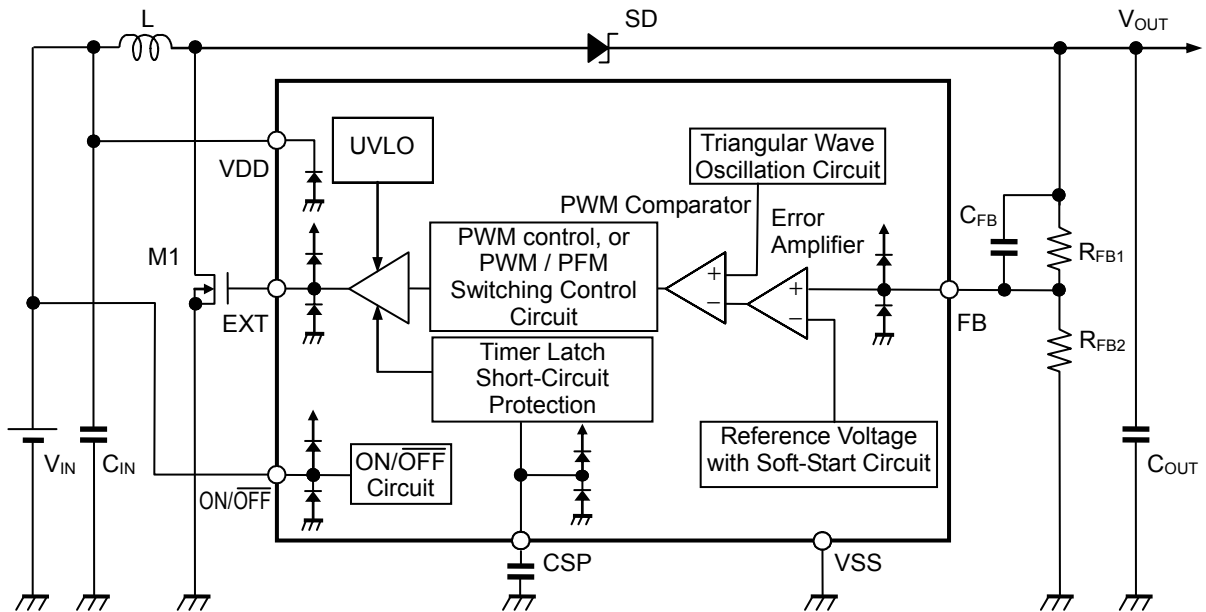 L
SD
VOUT
UVLO
Triangular Wave
Oscillation Circuit
VDD
PWM Comparator
Error
Amplifier
CFB
RFB1
M1
PWM control, or
PWM / PFM
Switching Control
Circuit
+
−
+
−
EXT
FB
RFB2
Timer Latch
Short-Circuit
Protection
Reference Voltage
with Soft-Start Circuit
VIN
CIN
ON/OFF
ON/OFF
Circuit
COUT
CSP
VSS